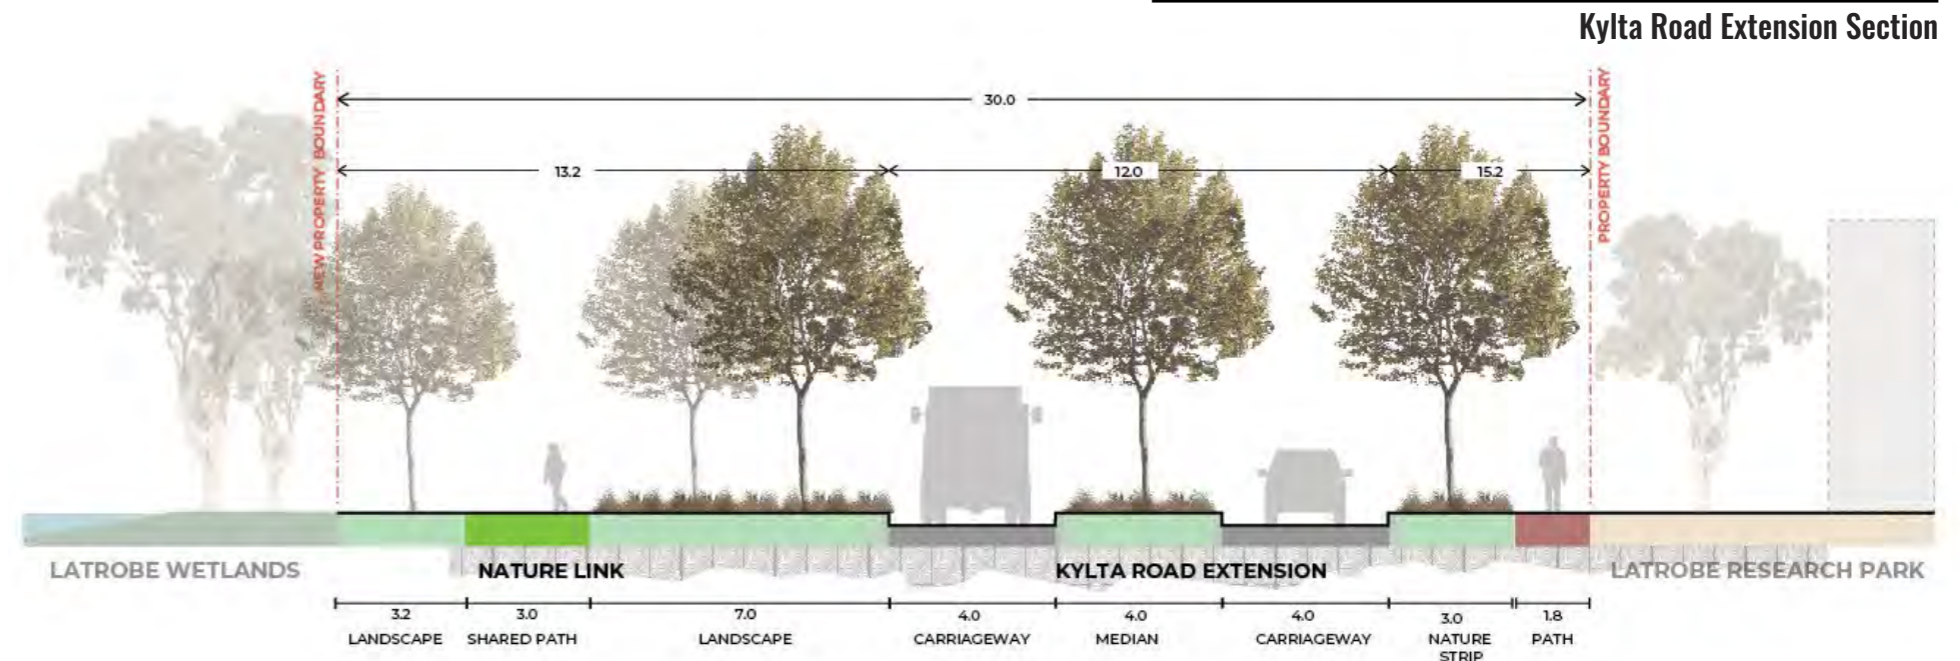 Kylta Road Extension Section
NEW PROPERTY BOUNDARY
PROPERTY BOUNDARY
30.0
13.2
12.0
15.2
LATROBE WETLANDS
NATURE LINK
KYLTA ROAD EXTENSION
LATROBE RESEARCH PARK
3.2
3.0
7.0
4.0
4.0
4.0
3.0
1.8
LANDSCAPE
SHARED PATH
LANDSCAPE
CARRIAGEWAY
MEDIAN
CARRIAGEWAY
NATURE
STRIP
PATH